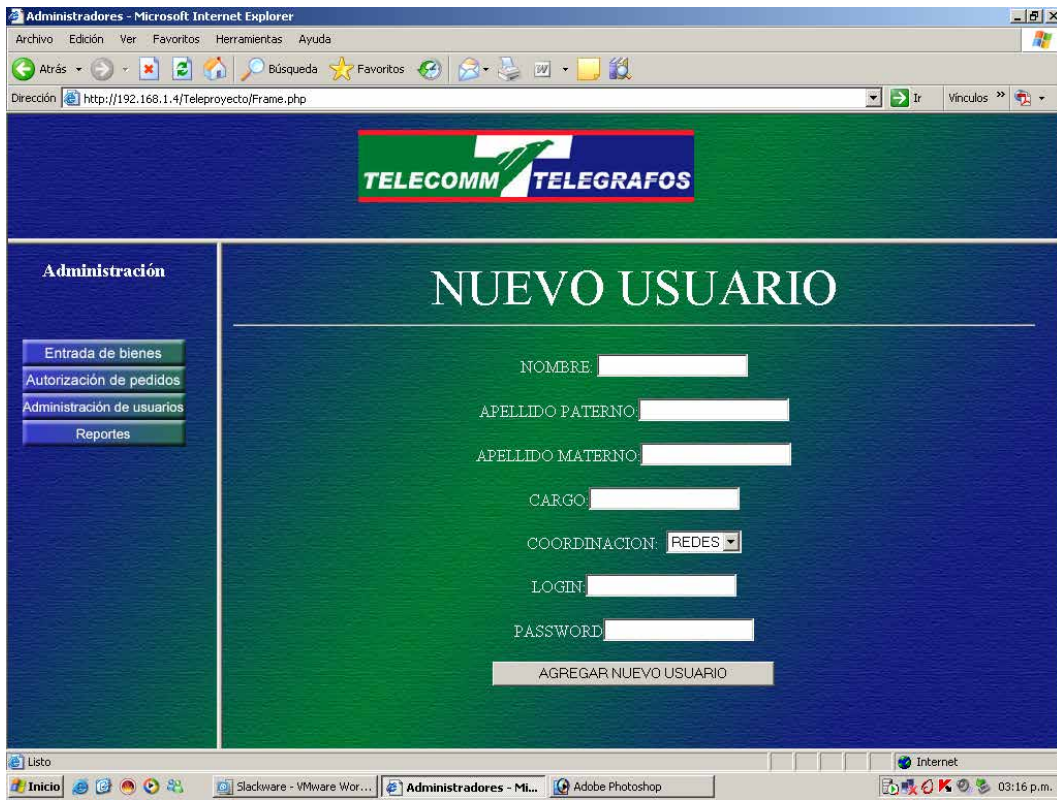 Administradores - Microsoft Internet Explorer
Archivo Edición Ver Favoritos Herramientas Ayuda
Atrás Búsqueda Favoritos
Dirección http://192.168.1.4/Teleproyecto/Frame.php Ir Vínculos »
TELECOMM TELEGRAFOS
Administración
Entrada de bienes
Autorización de pedidos
Administración de usuarios
Reportes
NUEVO USUARIO
NOMBRE:
APELLIDO PATERNO:
APELLIDO MATERNO:
CARGO:
COORDINACION: REDES
LOGIN:
PASSWORD
AGREGAR NUEVO USUARIO
Listo Internet
Inicio Slackware - VMware Wor... Administradores - Mi... Adobe Photoshop 03:16 p.m.